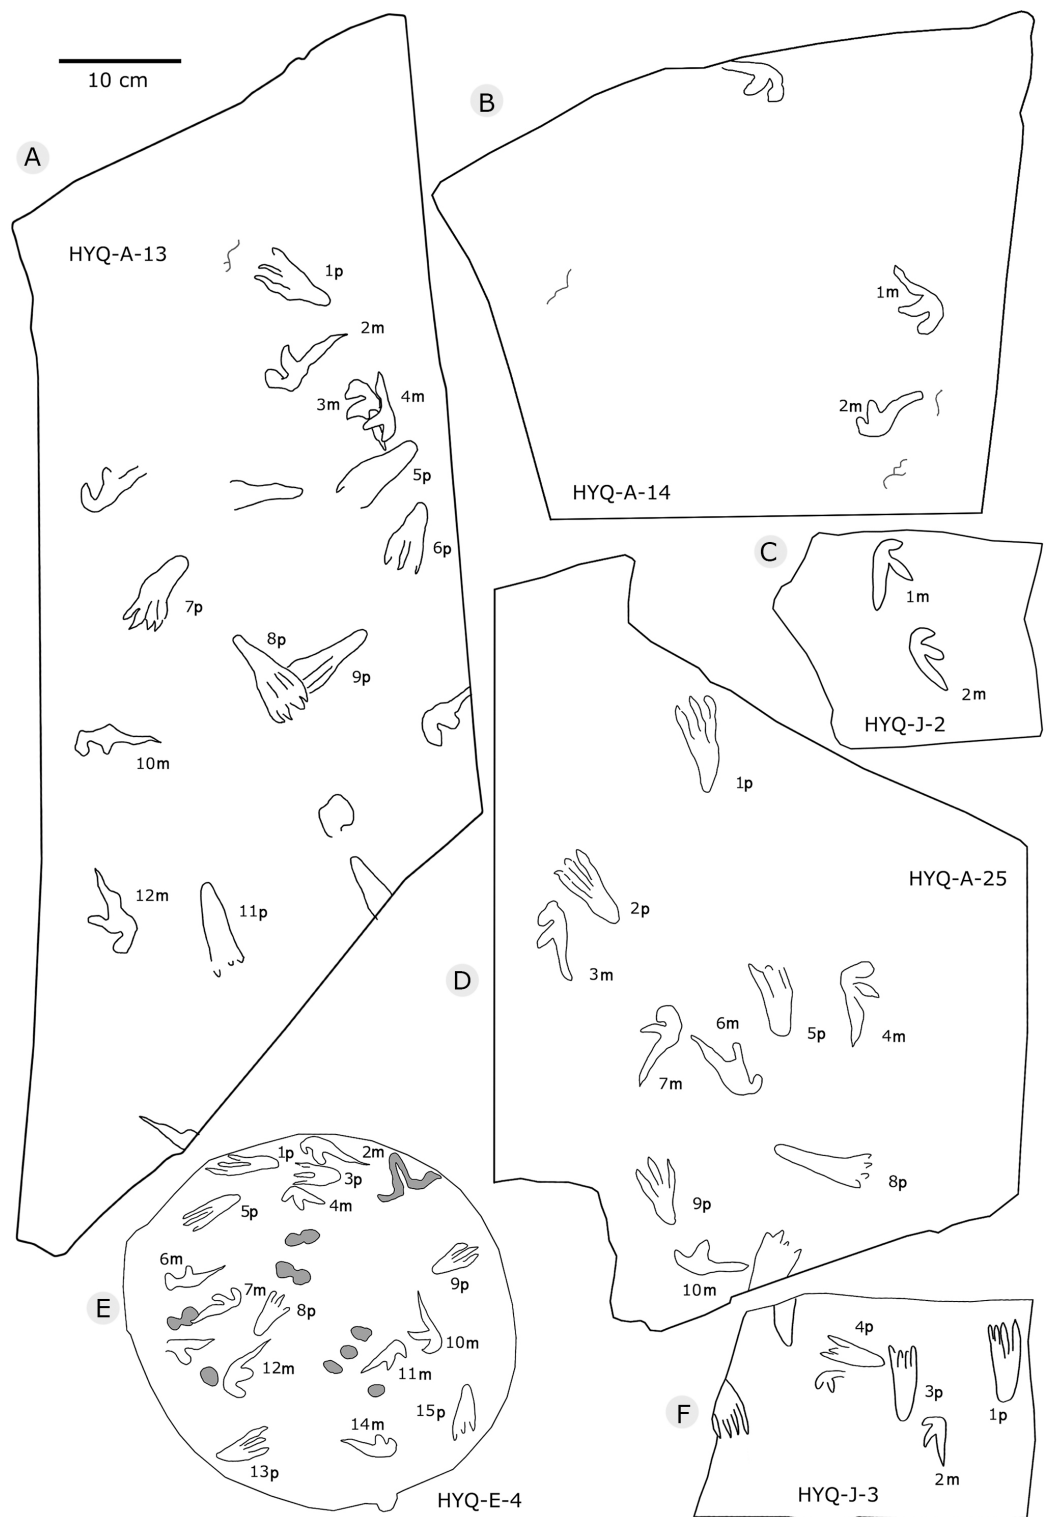 10 cm
A
HYQ-A-13
1p
2m
3m
4m
5p
6p
7p
8p
9p
10m
12m
11p
B
1m
2m
HYQ-A-14
C
1m
2m
HYQ-J-2
D
1p
HYQ-A-25
2p
3m
6m
5p
4m
7m
8p
9p
10m
E
1p
2m
3p
4m
5p
6m
7m
8p
9p
10m
11m
12m
15p
14m
13p
HYQ-E-4
F
4p
3p
1p
2m
HYQ-J-3